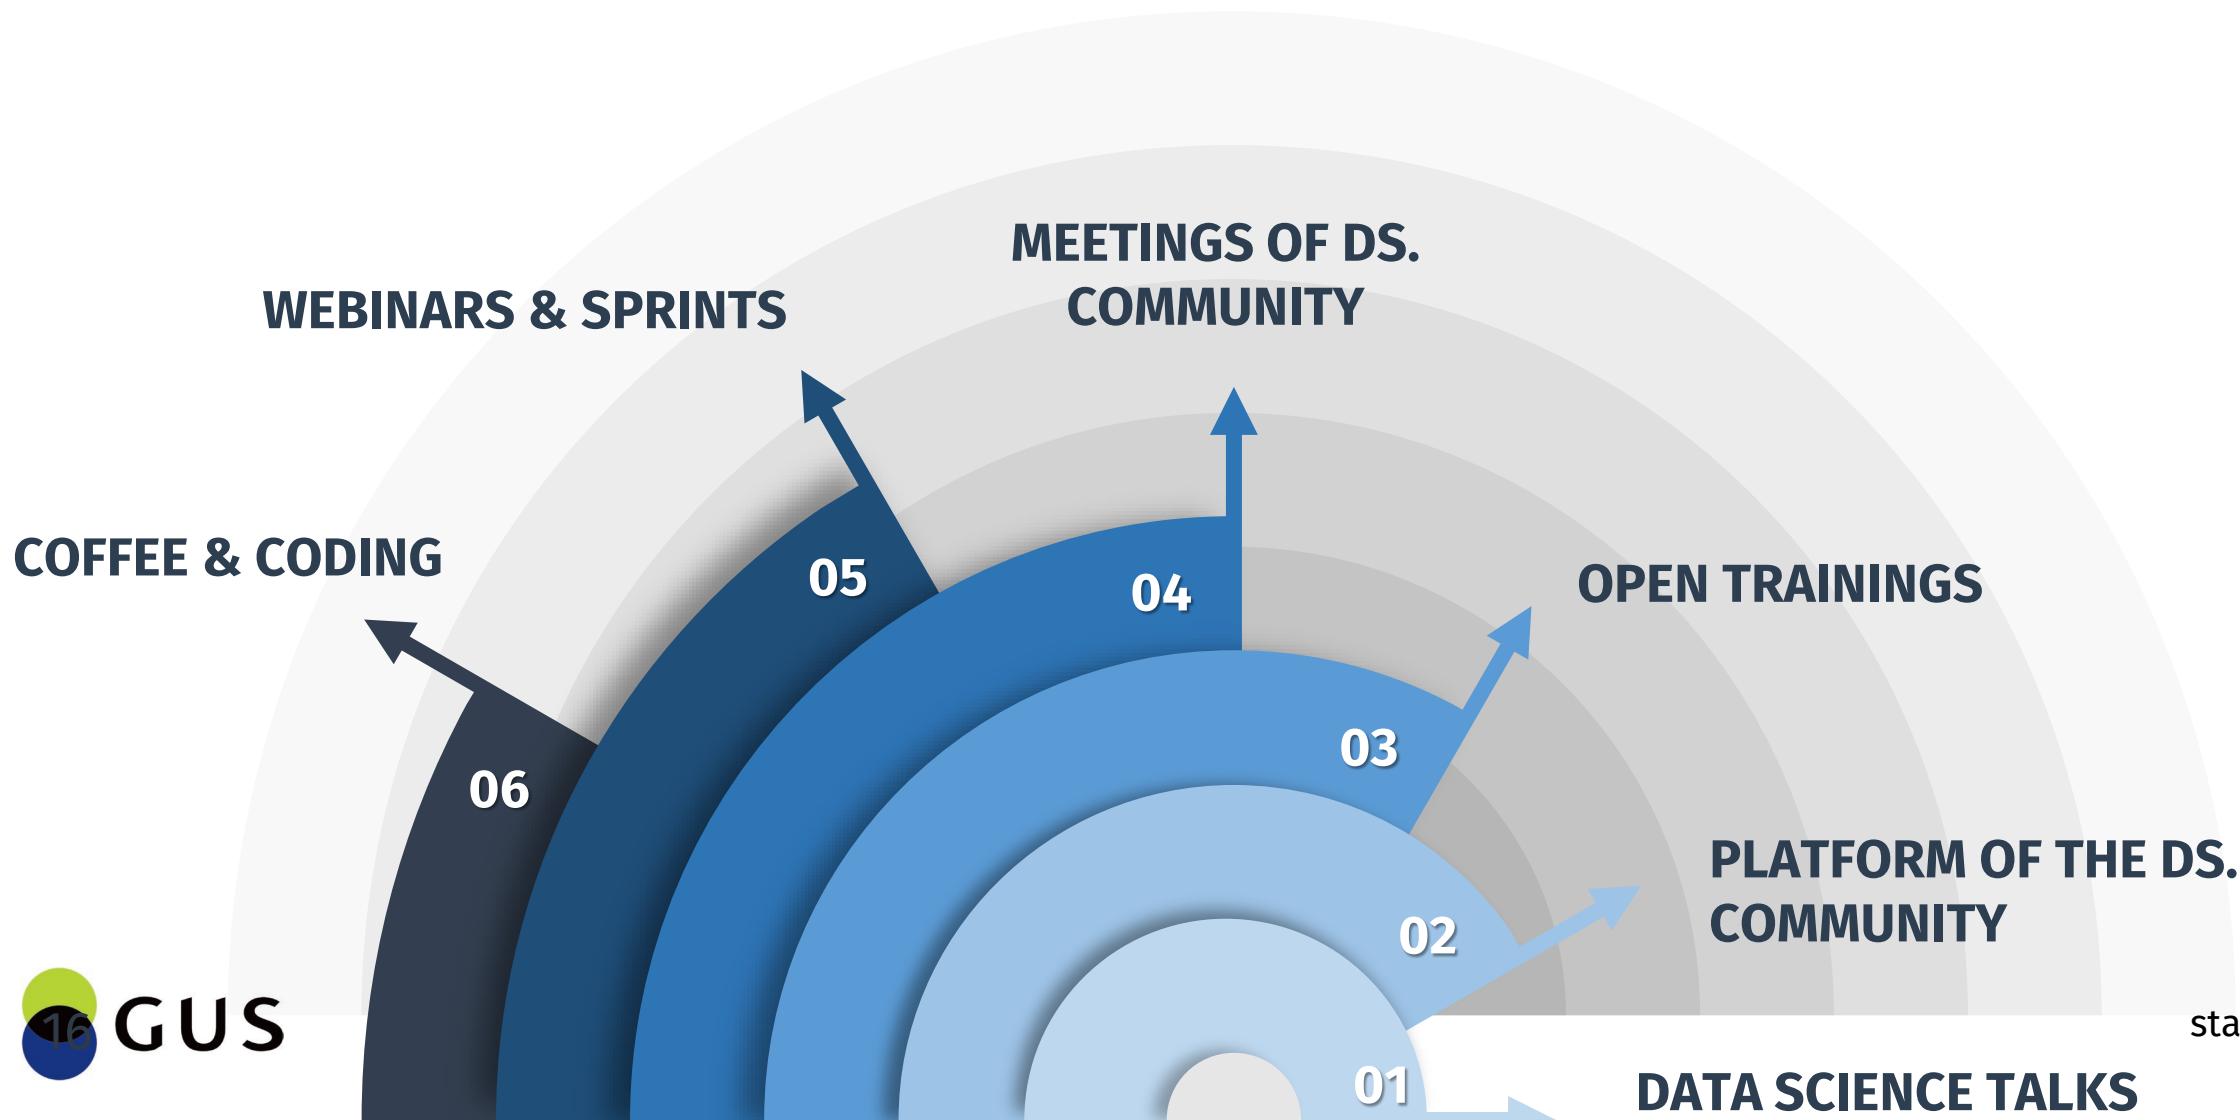 MEETINGS OF DS.
COMMUNITY
WEBINARS & SPRINTS
COFFEE & CODING
OPEN TRAININGS
05
04
03
06
PLATFORM OF THE DS.
COMMUNITY
02
16
GUS
sta
01
DATA SCIENCE TALKS